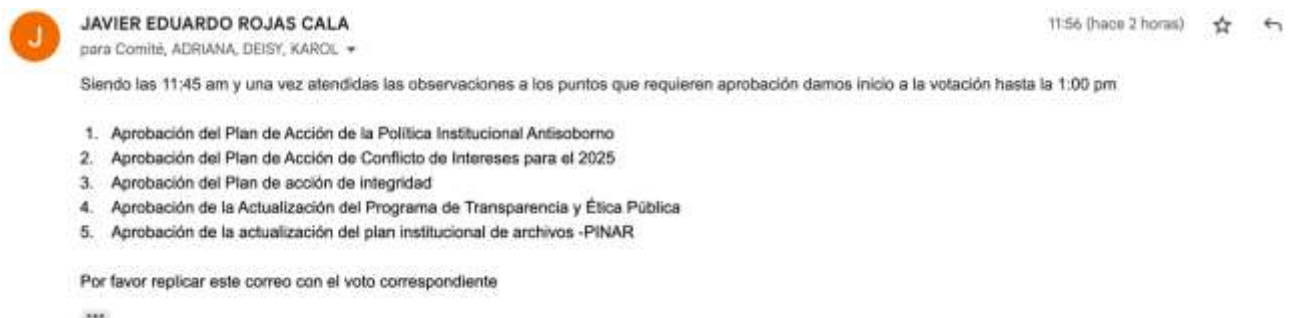 J
JAVIER EDUARDO ROJAS CALA
11:56 (hace 2 horas)
para Comité, ADRIANA, DEISY, KAROL
Siendo las 11:45 am y una vez atendidas las observaciones a los puntos que requieren aprobación damos inicio a la votación hasta la 1:00 pm
1. Aprobación del Plan de Acción de la Política Institucional Antisoborno
2. Aprobación del Plan de Acción de Conflicto de Intereses para el 2025
3. Aprobación del Plan de acción de integridad
4. Aprobación de la Actualización del Programa de Transparencia y Ética Pública
5. Aprobación de la actualización del plan institucional de archivos -PINAR
Por favor replicar este correo con el voto correspondiente